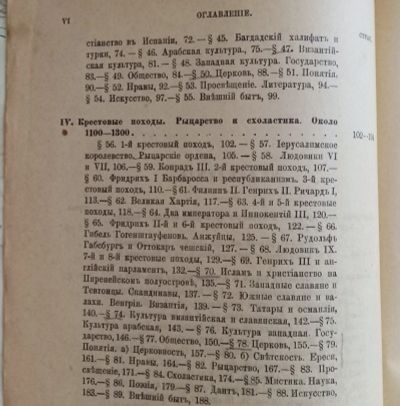 VI
ОГЛАВЛЕНІЕ.
СТРАН.
стіанство въ Испаніи, 72. — § 45. Багдадскій халифатъ и
турки, 74. — § 46. Арабская культура, 75.—§ 47. Византій-
ская культура, 81. — § 48. Западная культура. Государство,
83.—§ 49. Общество, 84.—§ 50. Церковь, 88.—§ 51. Понятія.
90.—§ 52. Нравы, 92.—§ 53. Просвѣщеніе. Литература, 94.—
§ 54. Искусство, 97.—§ 55. Внѣшній бытъ, 99.
IV. Крестовые походы. Рыцарство и схоластика. Около
1100—1300. . . . . . . . . . . . . . . . . . 102—
§ 56. 1-й крестовый походъ, 102. — § 57. Іерусалимское
королевство. Рыцарскіе ордена, 105. — § 58. Людовики VI
и VII, 106.—§ 59. Конрадъ III. 2-й крестовый походъ, 107.—
§ 60. Фридрихъ I Барбаросса и республиканизмъ. 3-й кре-
стовый походъ, 110.—§ 61. Филиппъ II. Генрихъ II. Ричардъ I,
113.—§ 62. Великая Хартія, 117.—§ 63. 4-й и 5-й крестовые
походы, 118.—§ 64. Два императора и Иннокентій III, 120.—
§ 65. Фридрихъ II-й и 6-й крестовый походъ, 122. — § 66.
Гибель Гогенштауфеновъ. Анжуйцы, 125. — § 67. Рудольфъ
Габсбургъ и Оттокаръ чешскій, 127. — § 68. Людовикъ IX.
7-й и 8-й крестовые походы, 129.—§ 69. Генрихъ III и ан-
глійскій парламентъ, 132.—§ 70. Исламъ и христіанство на
Пиренейскомъ полуостровѣ, 135.—§ 71. Западные славяне и
Тевтонцы. Скандинавы, 137. — § 72. Южные славяне и ва-
лахи. Венгрія. Византія, 139.—§ 73. Татары и османліи,
140.—§ 74. Культура византійская и славянская, 142.—§ 75.
Культура арабская, 143. — § 76. Культура западная. Госу-
дарство, 146.—§ 77. Общество, 150.—§ 78. Церковь, 155.—§ 79.
Понятія. а) Церковность, 157.—§ 80. б) Свѣтскость. Ереси,
161.—§ 81. Нравы, 164.—§ 82. Рыцарство, 167.—§ 83. Про-
свѣщеніе, 171.—§ 84. Схоластика, 174.—§ 85. Мистика. Наука,
176.—§ 86. Поэзія, 179.—§ 87. Дантъ, 181.—§ 88. Искусство,
183.—§ 89. Внѣшній бытъ, 188.